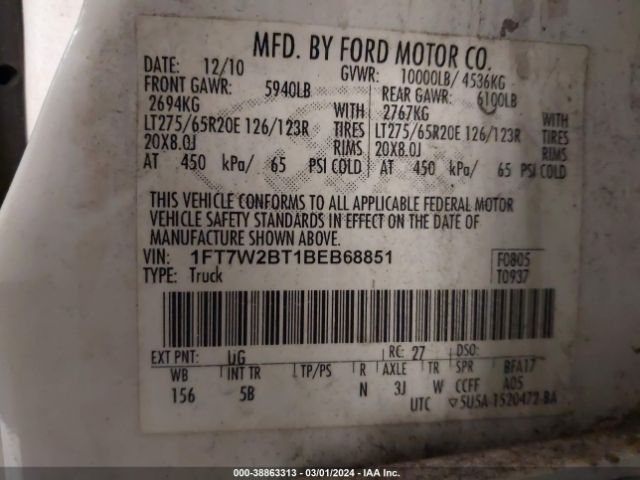 MFD. BY FORD MOTOR CO.
DATE: 12/10 GVWR: 10000LB/ 4536KG
FRONT GAWR: 5940LB REAR GAWR: 6100LB
2694KG WITH 2767KG WITH
LT275/65R20E 126/123R TIRES LT275/65R20E 126/123R TIRES
20X8.0J RIMS 20X8.0J RIMS
AT 450 kPa/ 65 PSI COLD AT 450 kPa/ 65 PSI COLD
THIS VEHICLE CONFORMS TO ALL APPLICABLE FEDERAL MOTOR
VEHICLE SAFETY STANDARDS IN EFFECT ON THE DATE OF
MANUFACTURE SHOWN ABOVE.
VIN: 1FT7W2BT1BEB68851 F0805
TYPE: Truck T0937
EXT PNT: UG RC: 27 DSO:
WB INT TR TP/PS R AXLE TR SPR BFA17
156 5B N 3J W CCFF A05
UTC ▽5U5A-1520472-BA
000-38863313 - 03/01/2024 - IAA Inc.